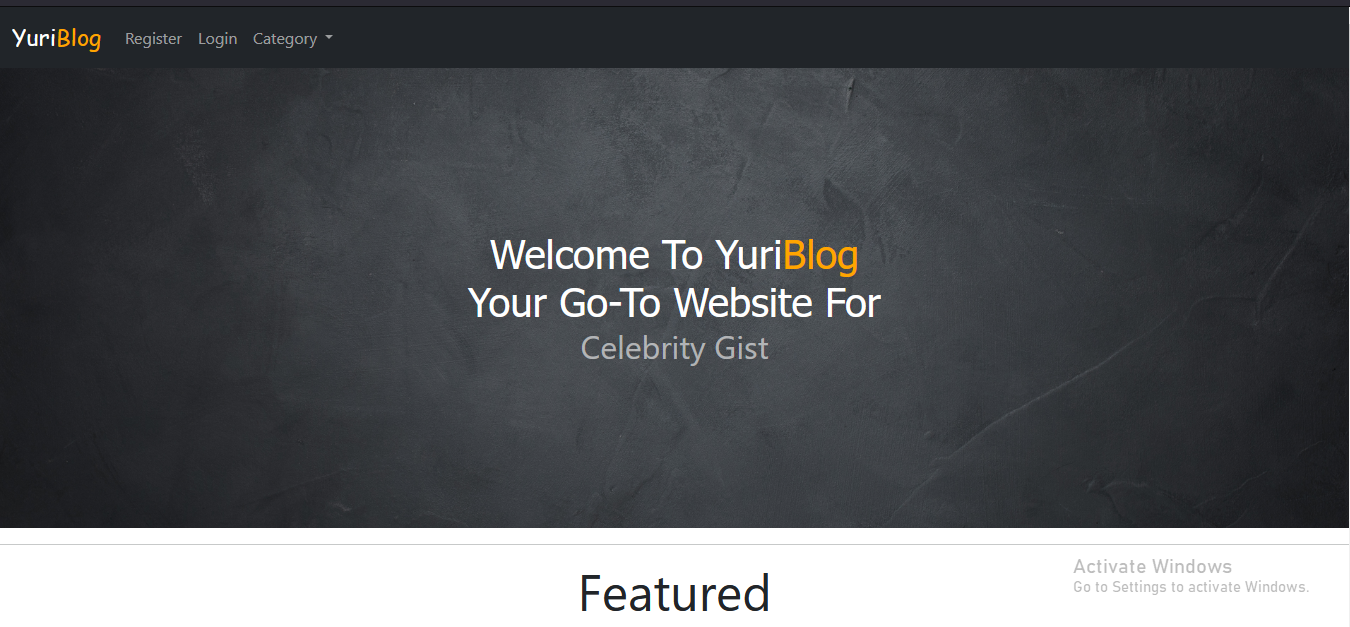 YuriBlog Register Login Category
Welcome To YuriBlog
Your Go-To Website For
Celebrity Gist
Featured
Activate Windows
Go to Settings to activate Windows.